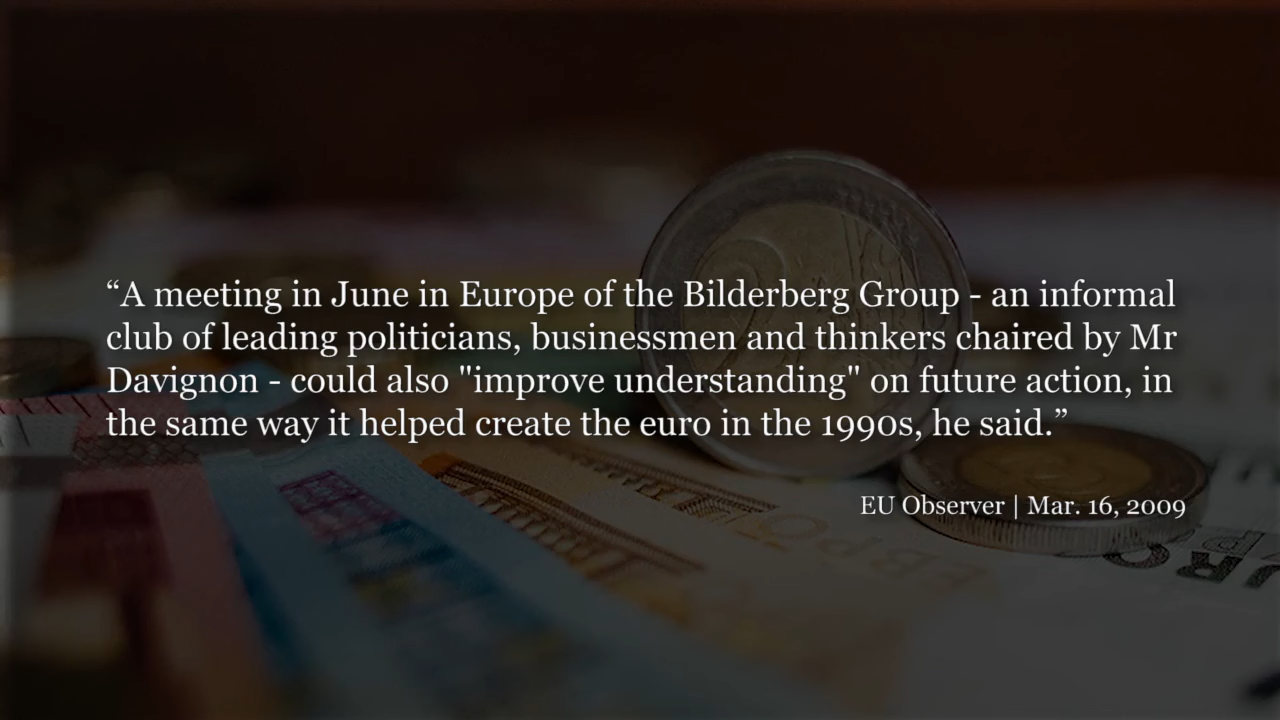 “A meeting in June in Europe of the Bilderberg Group - an informal
club of leading politicians, businessmen and thinkers chaired by Mr
Davignon - could also "improve understanding" on future action, in
the same way it helped create the euro in the 1990s, he said.”
EU Observer | Mar. 16, 2009